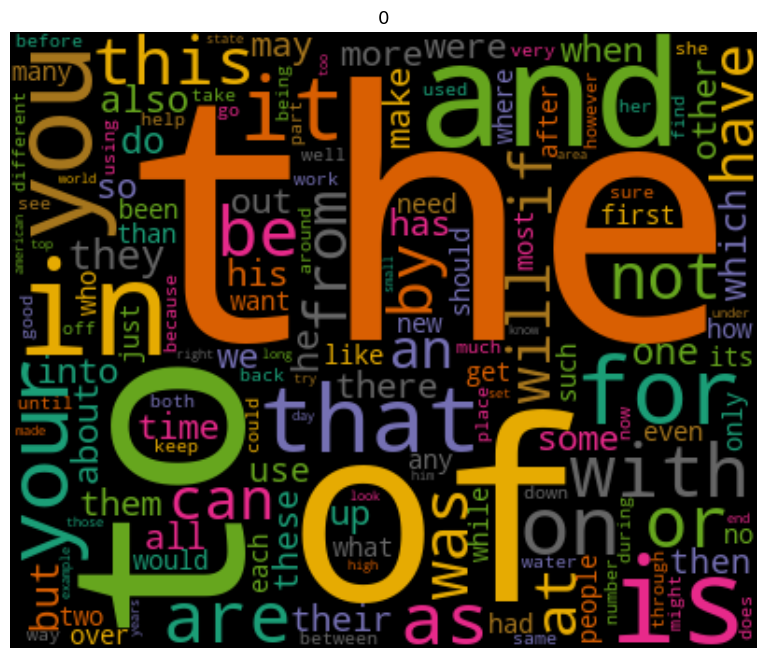 0
before
state
many
you
this
may
more
were
very
when
she
also
take
go
too
being
part
it
make
used
and
her
where
after
however
find
other
have
different
using
help
do
well
work
world
so
see
been
than
american
top
they
out
be
his
want
around
from
the
need
has
by
small
should
new
most
if
area
sure
first
not
which
under
how
in
who
good
off
just
because
right
we
long
back
he
try
like
an
much
know
will
get
set
such
one
its
into
your
until
made
about
both
time
keep
to
could
that
day
there
place
for
some
now
even
only
with
them
those
can
use
any
him
of
look
up
what
high
was
while
down
on
or
end
no
during
all
would
each
these
example
but
two
way
over
years
are
their
between
as
had
same
water
at
people
number
through
might
then
is
does